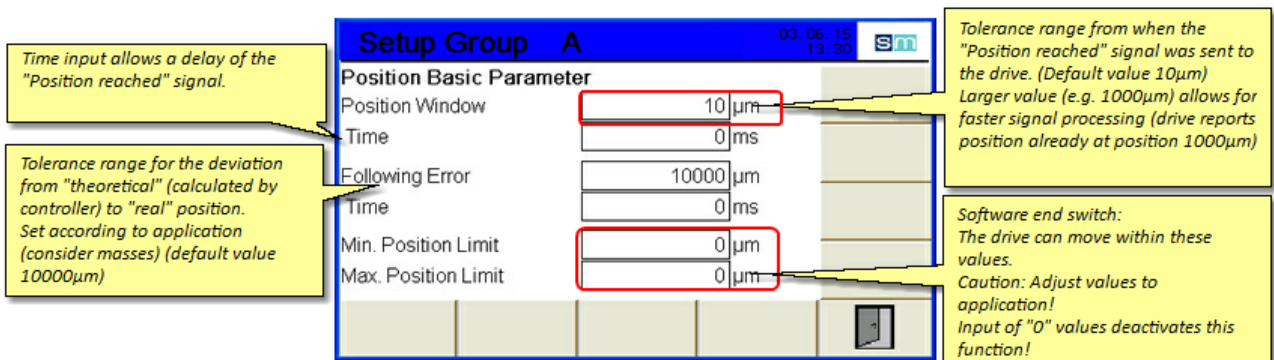 Time input allows a delay of the
"Position reached" signal.
Tolerance range for the deviation
from "theoretical" (calculated by
controller) to "real" position.
Set according to application
(consider masses) (default value
10000µm)
Setup Group A
03. 06. 15
13: 30
sm
Position Basic Parameter
Position Window 10 µm
Time 0 ms
Following Error 10000 µm
Time 0 ms
Min. Position Limit 0 µm
Max. Position Limit 0 µm
Tolerance range from when the
"Position reached" signal was sent to
the drive. (Default value 10µm)
Larger value (e.g. 1000µm) allows for
faster signal processing (drive reports
position already at position 1000µm)
Software end switch:
The drive can move within these
values.
Caution: Adjust values to
application!
Input of "0" values deactivates this
function!